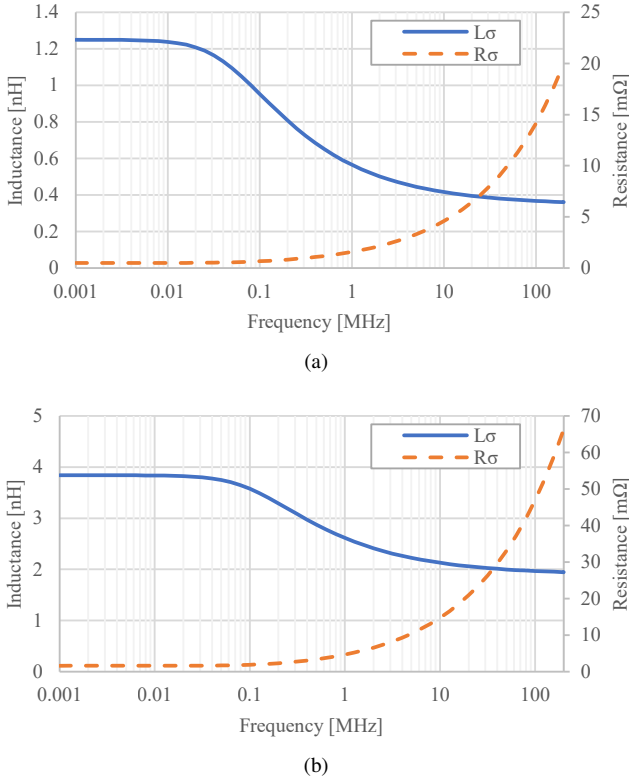 1.4
1.2
1
0.8
0.6
0.4
0.2
0
Inductance [nH]
25
20
15
10
5
0
Resistance [mΩ]
Lσ
Rσ
0.001 0.01 0.1 1 10 100
Frequency [MHz]
(a)
5
4
3
2
1
0
Inductance [nH]
70
60
50
40
30
20
10
0
Resistance [mΩ]
Lσ
Rσ
0.001 0.01 0.1 1 10 100
Frequency [MHz]
(b)